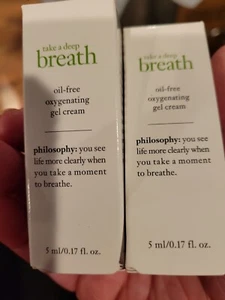 take a deep
breath
oil-free
oxygenating
gel cream
philosophy: you see
life more clearly when
you take a moment
to breathe.
5 ml/0.17 fl. oz.
take a deep
breath
oil-free
oxygenating
gel cream
philosophy: you see
life more clearly when
you take a moment
to breathe.
5 ml/0.17 fl. oz.